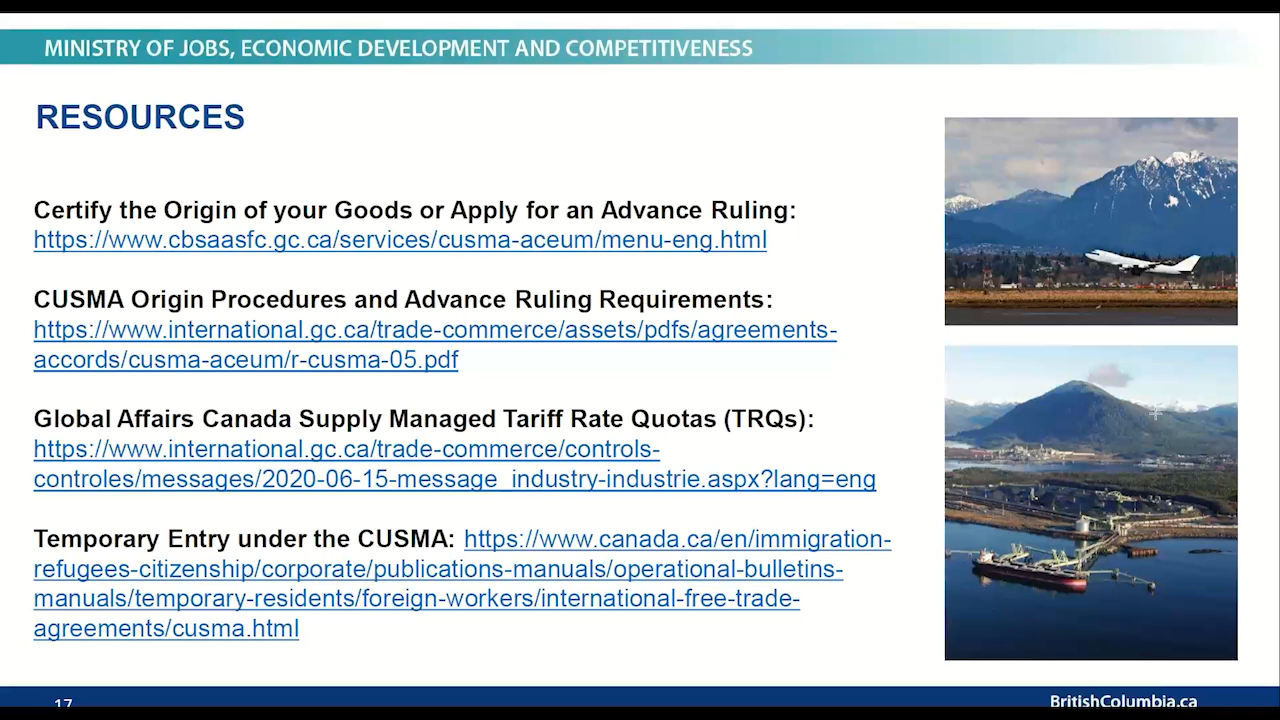 MINISTRY OF JOBS, ECONOMIC DEVELOPMENT AND COMPETITIVENESS
RESOURCES
Certify the Origin of your Goods or Apply for an Advance Ruling:
https://www.cbsaasfc.gc.ca/services/cusma-aceum/menu-eng.html
CUSMA Origin Procedures and Advance Ruling Requirements:
https://www.international.gc.ca/trade-commerce/assets/pdfs/agreements-
accords/cusma-aceum/r-cusma-05.pdf
Global Affairs Canada Supply Managed Tariff Rate Quotas (TRQs):
https://www.international.gc.ca/trade-commerce/controls-
controles/messages/2020-06-15-message_industry-industrie.aspx?lang=eng
Temporary Entry under the CUSMA: https://www.canada.ca/en/immigration-
refugees-citizenship/corporate/publications-manuals/operational-bulletins-
manuals/temporary-residents/foreign-workers/international-free-trade-
agreements/cusma.html
17
BritishColumbia.ca